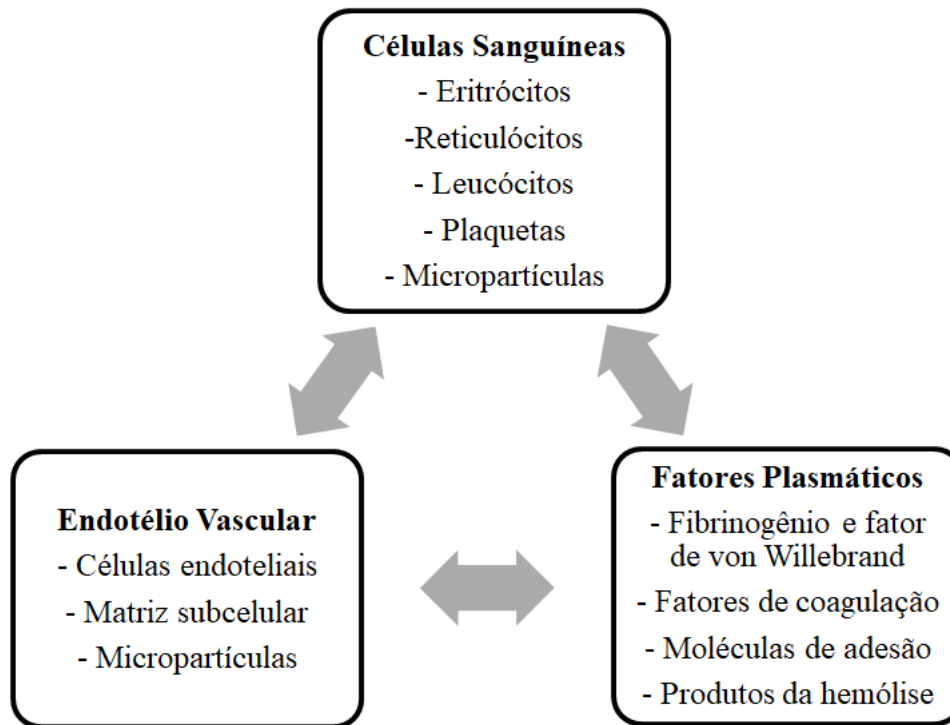 Células Sanguíneas
- Eritrócitos
-Reticulócitos
- Leucócitos
- Plaquetas
- Micropartículas
Endotélio Vascular
- Células endoteliais
- Matriz subcelular
- Micropartículas
Fatores Plasmáticos
- Fibrinogênio e fator
de von Willebrand
- Fatores de coagulação
- Moléculas de adesão
- Produtos da hemólise